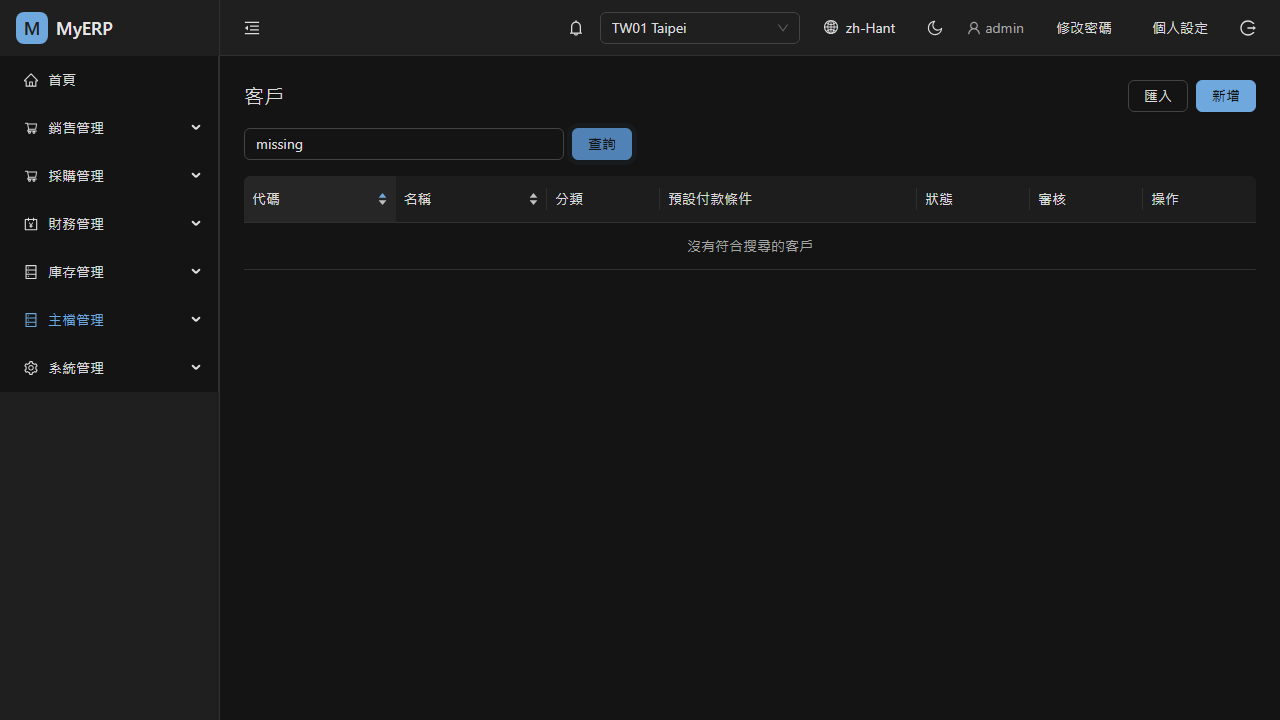 M MyERP
TW01 Taipei
zh-Hant
admin
修改密碼
個人設定
首頁
銷售管理
採購管理
財務管理
庫存管理
主檔管理
系統管理
客戶
匯入
新增
missing
查詢
代碼
名稱
分類
預設付款條件
狀態
審核
操作
沒有符合搜尋的客戶